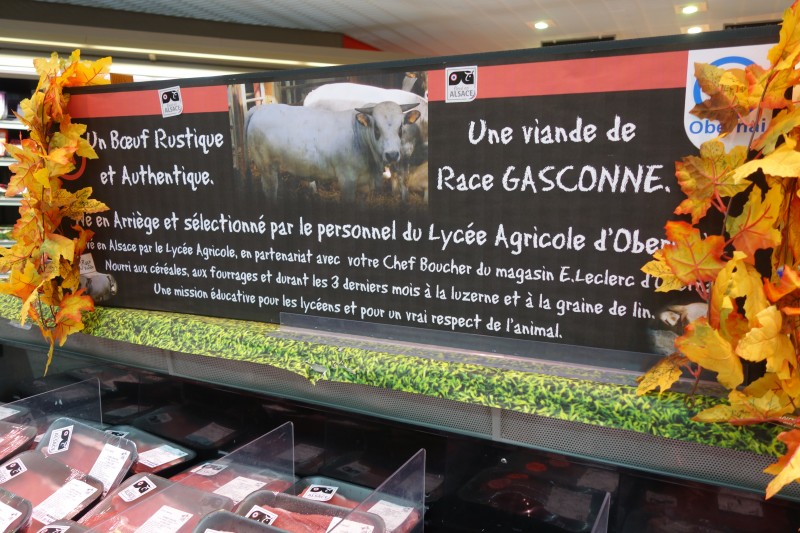 Un Bœuf Rustique
et Authentique.
ALSACE
ALSACE
Une viande de
Race GASCONNE.
Obernai
en Arriège et sélectionné par le personnel du Lycée Agricole d'Ober
en Alsace par le Lycée Agricole, en partenariat avec votre Chef Boucher du magasin E.Leclerc d'O
Nourri aux céréales, aux fourrages et durant les 3 derniers mois à la luzerne et à la graine de lin.
Une mission éducative pour les lycéens et pour un vrai respect de l'animal.